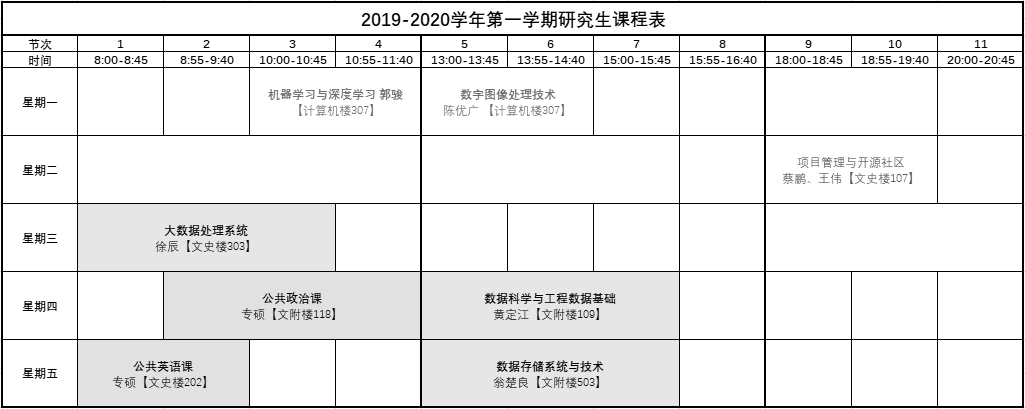 2019-2020学年第一学期研究生课程表
节次 1 2 3 4 5 6 7 8 9 10 11
时间 8:00-8:45 8:55-9:40 10:00-10:45 10:55-11:40 13:00-13:45 13:55-14:40 15:00-15:45 15:55-16:40 18:00-18:45 18:55-19:40 20:00-20:45
星期一
机器学习与深度学习 郭骏
【计算机楼307】
数字图像处理技术
陈优广 【计算机楼307】
星期二
项目管理与开源社区
蔡鹏、王伟【文史楼107】
星期三
大数据处理系统
徐辰【文史楼303】
星期四
公共政治课
专硕【文附楼118】
数据科学与工程数据基础
黄定江【文附楼109】
星期五
公共英语课
专硕【文史楼202】
数据存储系统与技术
翁楚良【文附楼503】